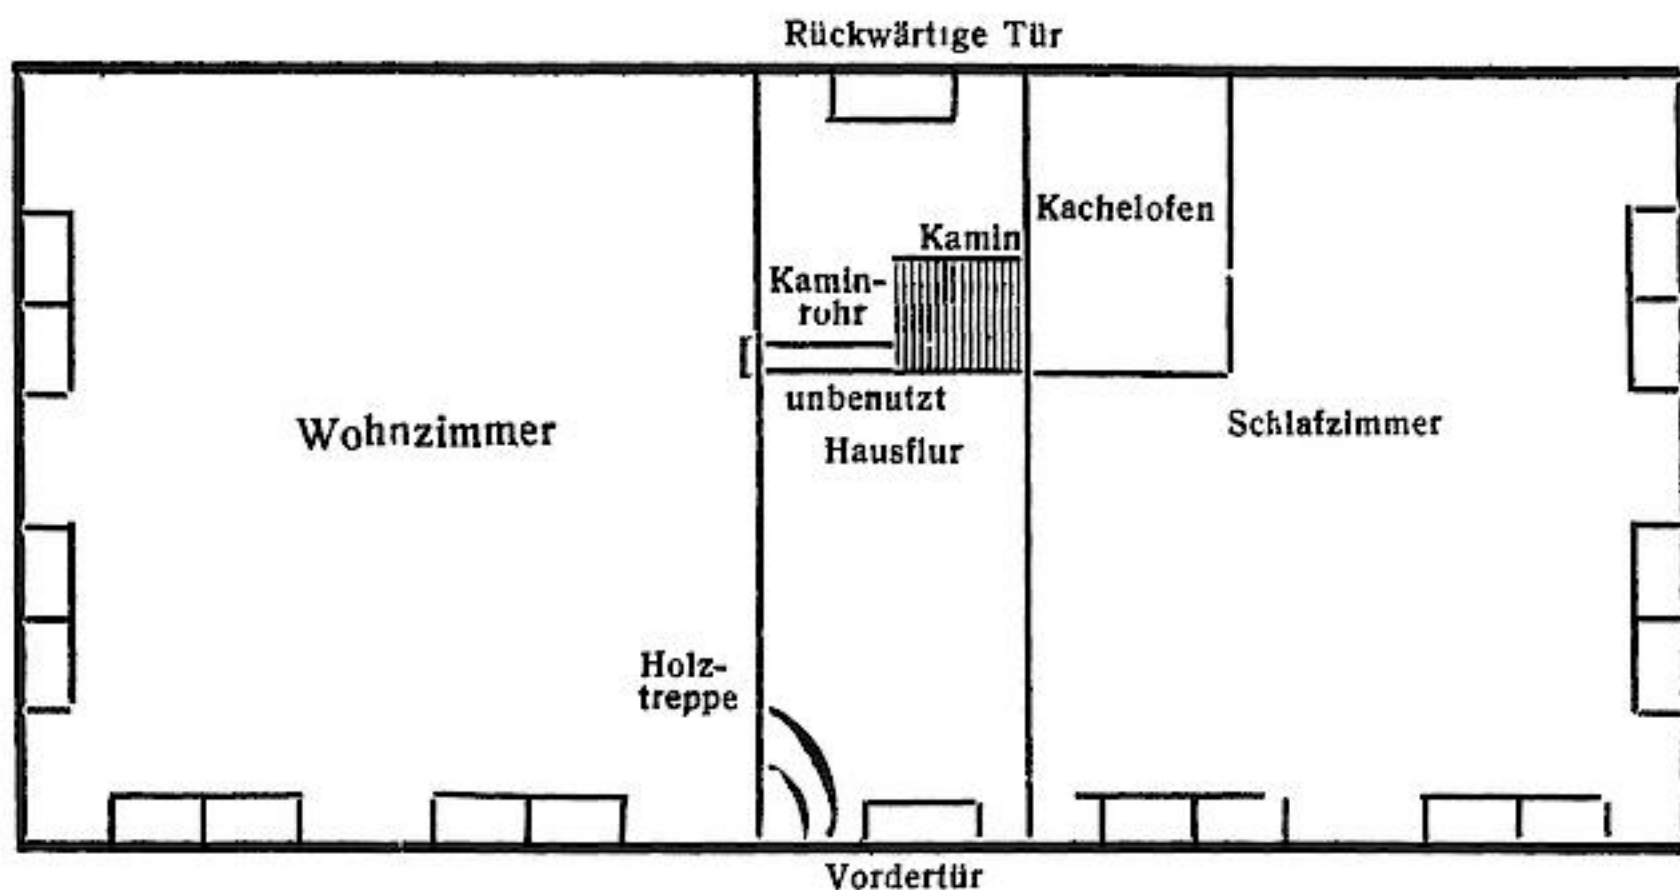 Rückwärtige Tür
Kachelofen
Kamin
Kamin-
rohr
unbenutzt
Wohnzimmer
Schlafzimmer
Hausflur
Holz-
treppe
Vordertür